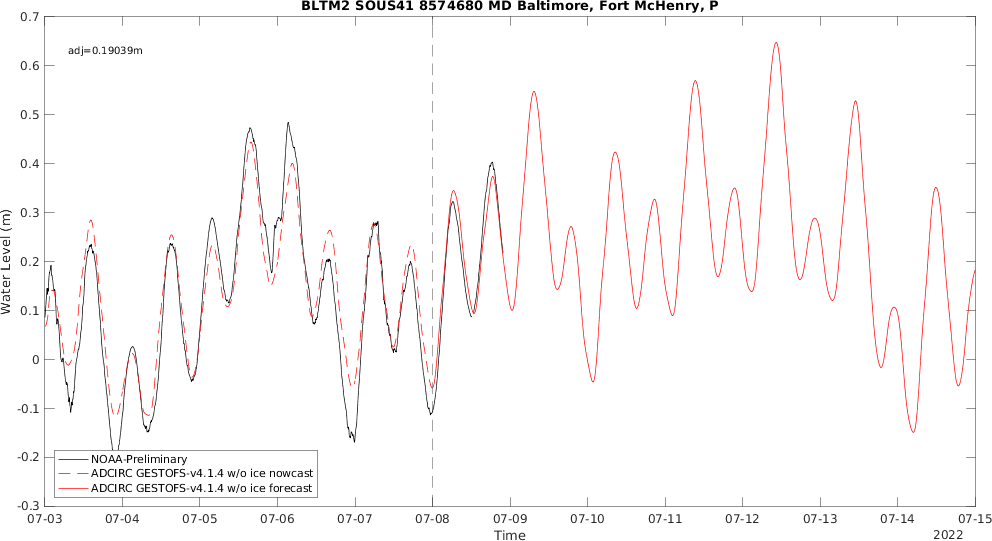 BLTM2 SOUS41 8574680 MD Baltimore, Fort McHenry, P
adj=0.19039m
Water Level (m)
0.7
0.6
0.5
0.4
0.3
0.2
0.1
0
-0.1
-0.2
-0.3
NOAA-Preliminary
ADCIRC GESTOFS-v4.1.4 w/o ice nowcast
ADCIRC GESTOFS-v4.1.4 w/o ice forecast
07-03 07-04 07-05 07-06 07-07 07-08 07-09 07-10 07-11 07-12 07-13 07-14 07-15
Time
2022